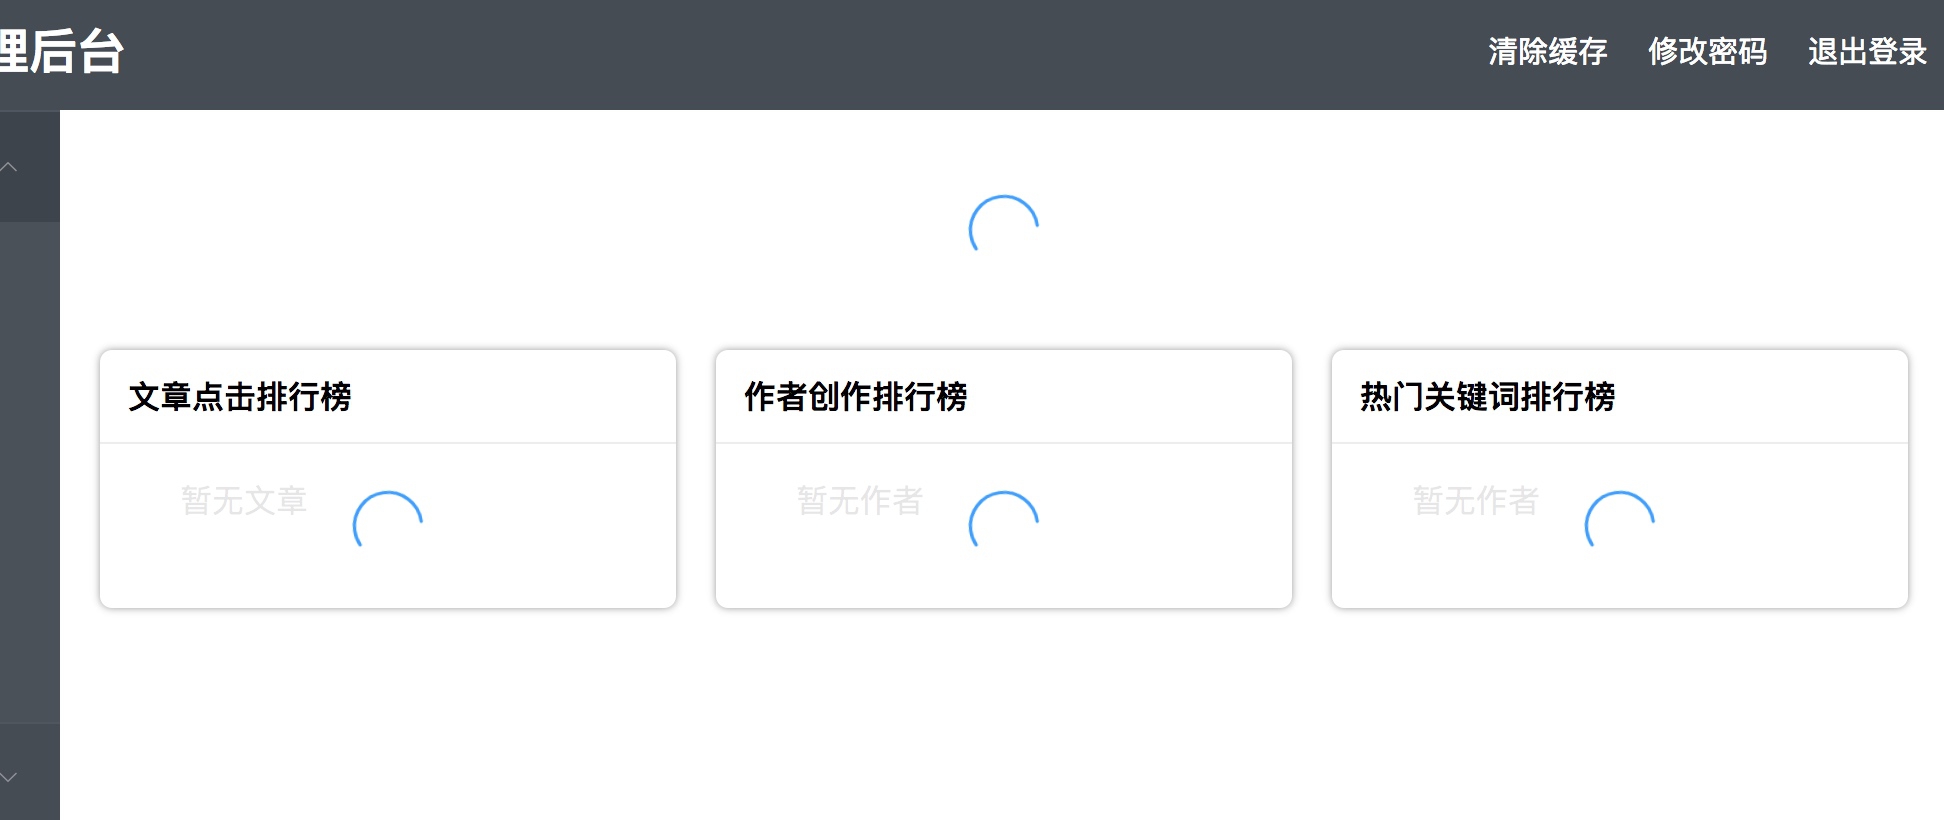 理后台
清除缓存 修改密码 退出登录
文章点击排行榜
暂无文章
作者创作排行榜
暂无作者
热门关键词排行榜
暂无作者